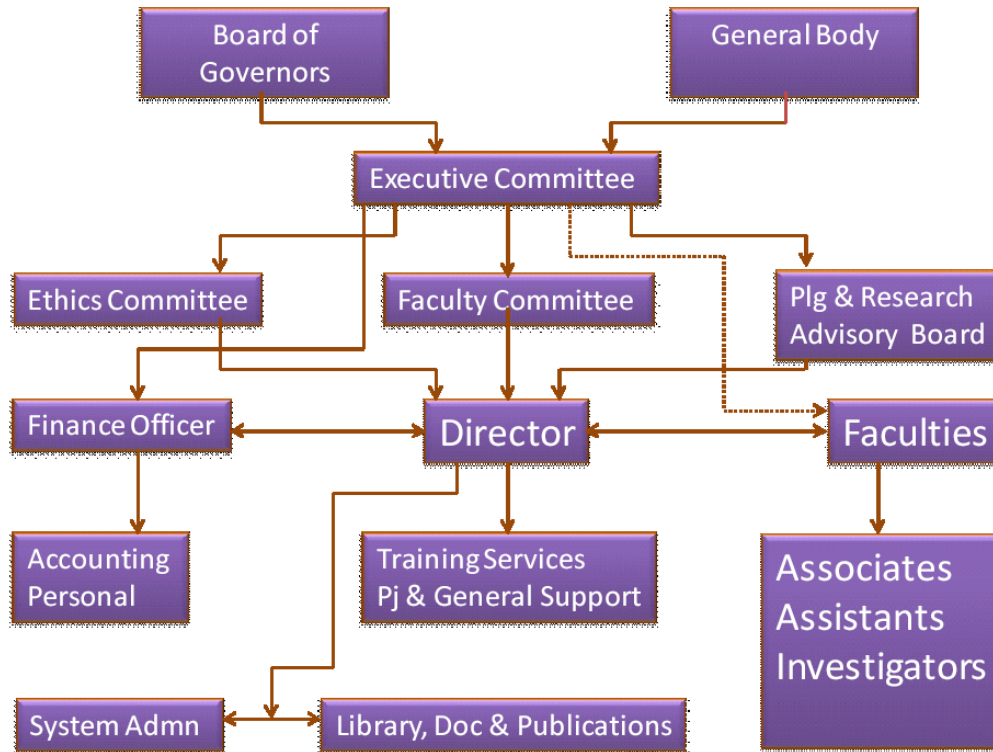 Board of
Governors
General Body
Executive Committee
Ethics Committee
Faculty Committee
Plg & Research
Advisory Board
Finance Officer
Director
Faculties
Accounting
Personal
Training Services
Pj & General Support
Associates
Assistants
Investigators
System Admn
Library, Doc & Publications